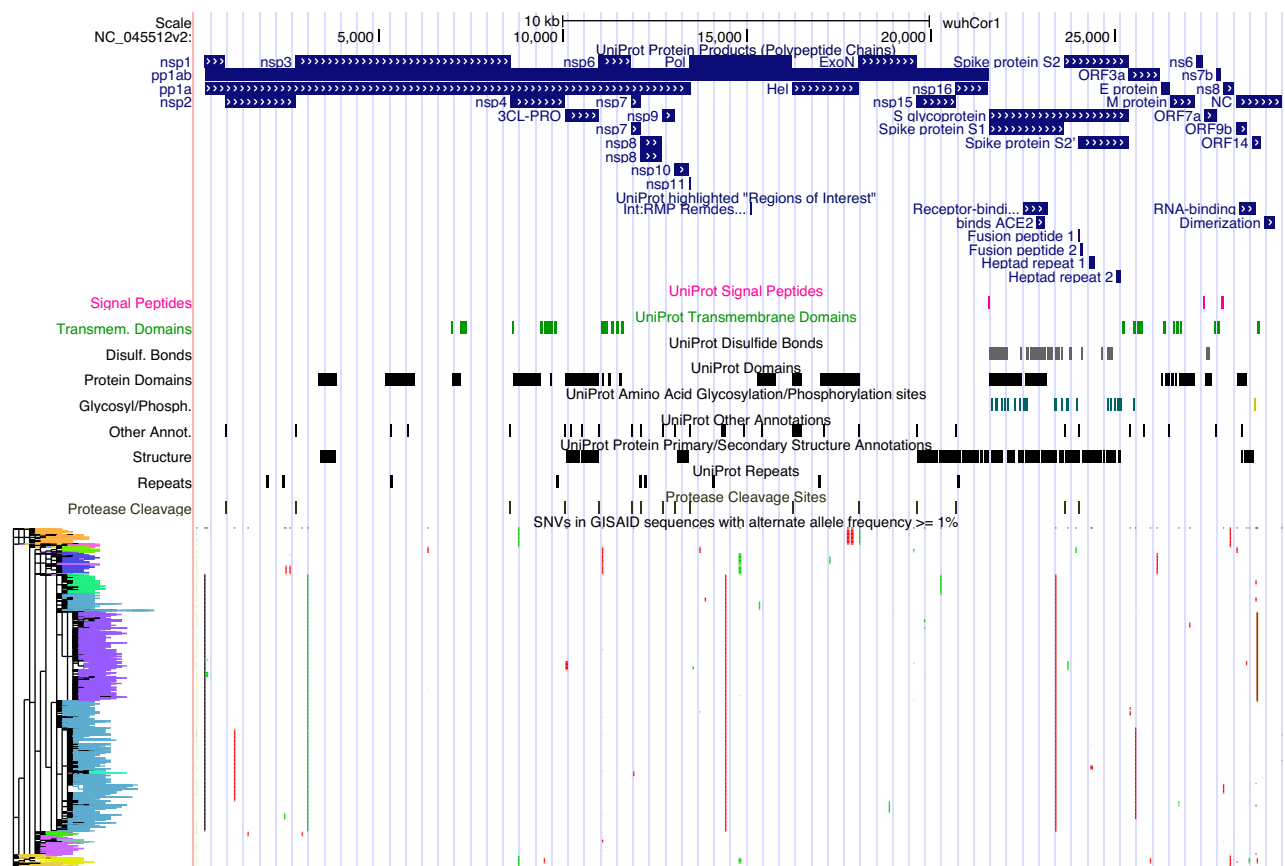 Scale 10 kb wuhCor1
NC_045512v2: 5,000 10,000 15,000 20,000 25,000
UniProt Protein Products (Polypeptide Chains)
nsp1 nsp3 nsp6 Pol ExoN Spike protein S2 ns6
pp1ab ORF3a ns7b
pp1a Hel nsp16 E protein ns8
nsp2 nsp4 nsp7 nsp15 M protein NC
3CL-PRO nsp9 S glycoprotein ORF7a
nsp7 Spike protein S1 ORF9b
nsp8 Spike protein S2' ORF14
nsp8
nsp10
nsp11
UniProt highlighted "Regions of Interest"
Int:RMP Remdes... Receptor-bindi... RNA-binding
binds ACE2 Dimerization
Fusion peptide 1
Fusion peptide 2
Heptad repeat 1
Heptad repeat 2
UniProt Signal Peptides
Signal Peptides
UniProt Transmembrane Domains
Transmem. Domains
UniProt Disulfide Bonds
Disulf. Bonds
UniProt Domains
Protein Domains
UniProt Amino Acid Glycosylation/Phosphorylation sites
Glycosyl/Phosph.
UniProt Other Annotations
Other Annot.
UniProt Protein Primary/Secondary Structure Annotations
Structure
UniProt Repeats
Repeats
Protease Cleavage Sites
Protease Cleavage
SNVs in GISAID sequences with alternate allele frequency >= 1%